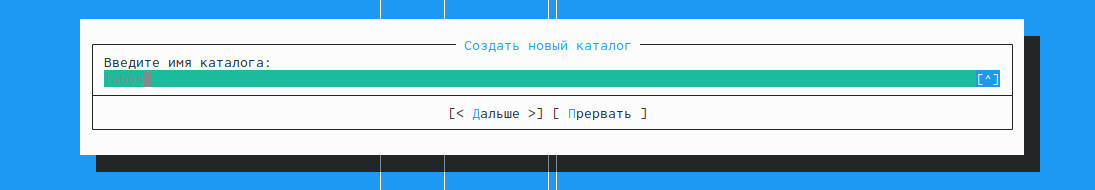 Создать новый каталог
Введите имя каталога:
[^]
[< Дальше >] [ Прервать ]